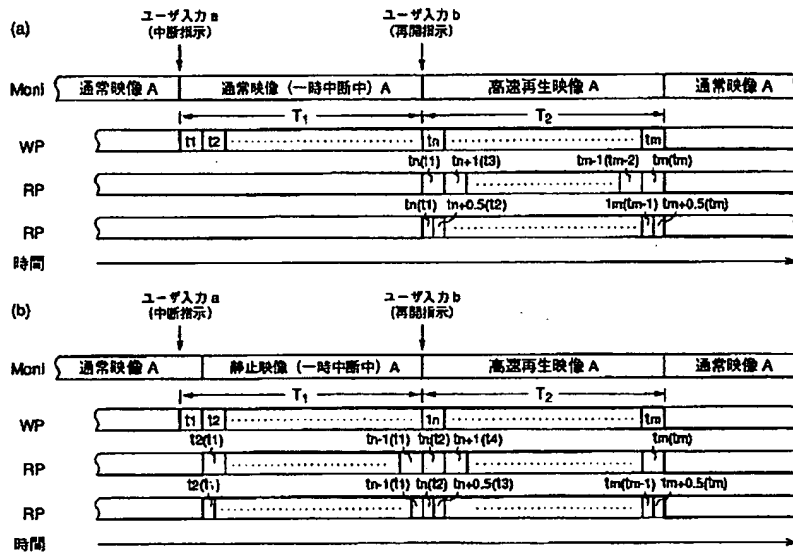 (a)
ユーザ入力 a
(中断指示)
ユーザ入力 b
(再開指示)
Moni 通常映像 A 通常映像 (一時中断中) A 高速再生映像 A 通常映像 A
T1 T2
WP t1 t2 tn tm
tn(t1) tn+1(t3) tm-1(tm-2) tm(tm)
RP
tn(t1) tn+0.5(t2) 1m(tm-1) tm+0.5(tm)
RP
時間
(b)
ユーザ入力 a
(中断指示)
ユーザ入力 b
(再開指示)
Moni 通常映像 A 静止映像 (一時中断中) A 高速再生映像 A 通常映像 A
T1 T2
WP t1 t2 tn tm
t2(t1) tn-1(t1) tn(t2) tn+1(t4) tm(tm)
RP
t2(t1) tn-1(t1) tn(t2) tn+0.5(t3) tm(tm-1) tm+0.5(tm)
RP
時間